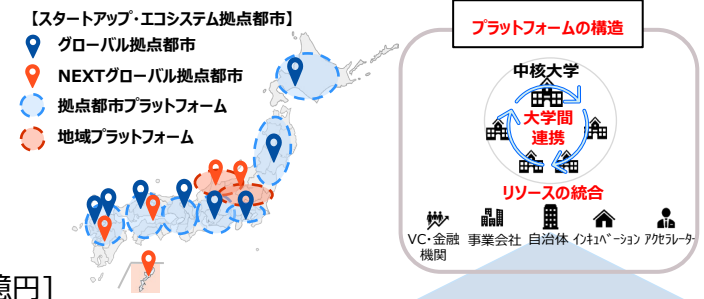 【スタートアップ・エコシステム拠点都市】
グローバル拠点都市
NEXTグローバル拠点都市
拠点都市プラットフォーム
地域プラットフォーム
億円]
プラットフォームの構造
中核大学
大学間
連携
リソースの統合
VC・金融
機関
事業会社
自治体
インキュベーション
アクセラレーター